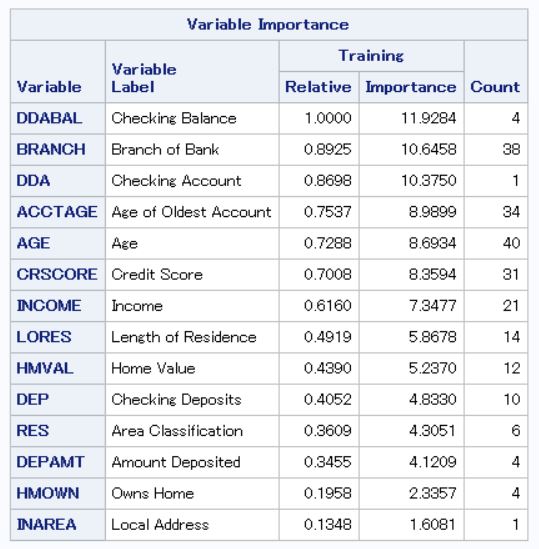 Variable Importance
Training
Variable Variable Label Relative Importance Count
DDABAL Checking Balance 1.0000 11.9284 4
BRANCH Branch of Bank 0.8925 10.6458 38
DDA Checking Account 0.8698 10.3750 1
ACCTAGE Age of Oldest Account 0.7537 8.9899 34
AGE Age 0.7288 8.6934 40
CRSCORE Credit Score 0.7008 8.3594 31
INCOME Income 0.6160 7.3477 21
LORES Length of Residence 0.4919 5.8678 14
HMVAL Home Value 0.4390 5.2370 12
DEP Checking Deposits 0.4052 4.8330 10
RES Area Classification 0.3609 4.3051 6
DEPAMT Amount Deposited 0.3455 4.1209 4
HMOWN Owns Home 0.1958 2.3357 4
INAREA Local Address 0.1348 1.6081 1